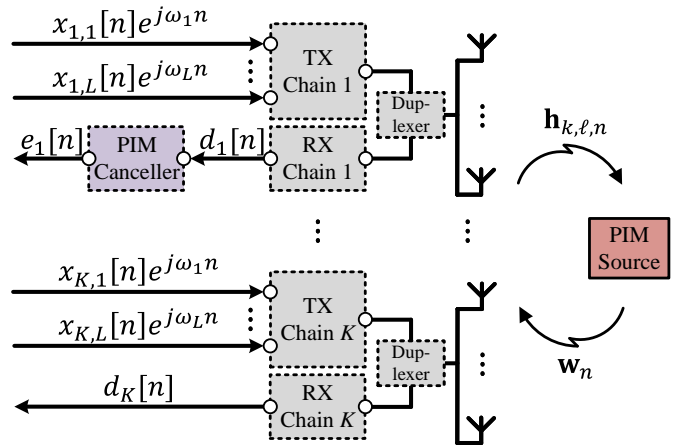 x_{1,1}[n]e^{jω_1 n}
⋮
x_{1,L}[n]e^{jω_L n}
TX
Chain 1
Dup-
lexer
⋮
e_1[n]
PIM
Canceller
d_1[n]
RX
Chain 1
h_{k,ℓ,n}
PIM
Source
w_n
⋮
⋮
x_{K,1}[n]e^{jω_1 n}
⋮
x_{K,L}[n]e^{jω_L n}
TX
Chain K
Dup-
lexer
⋮
d_K[n]
RX
Chain K